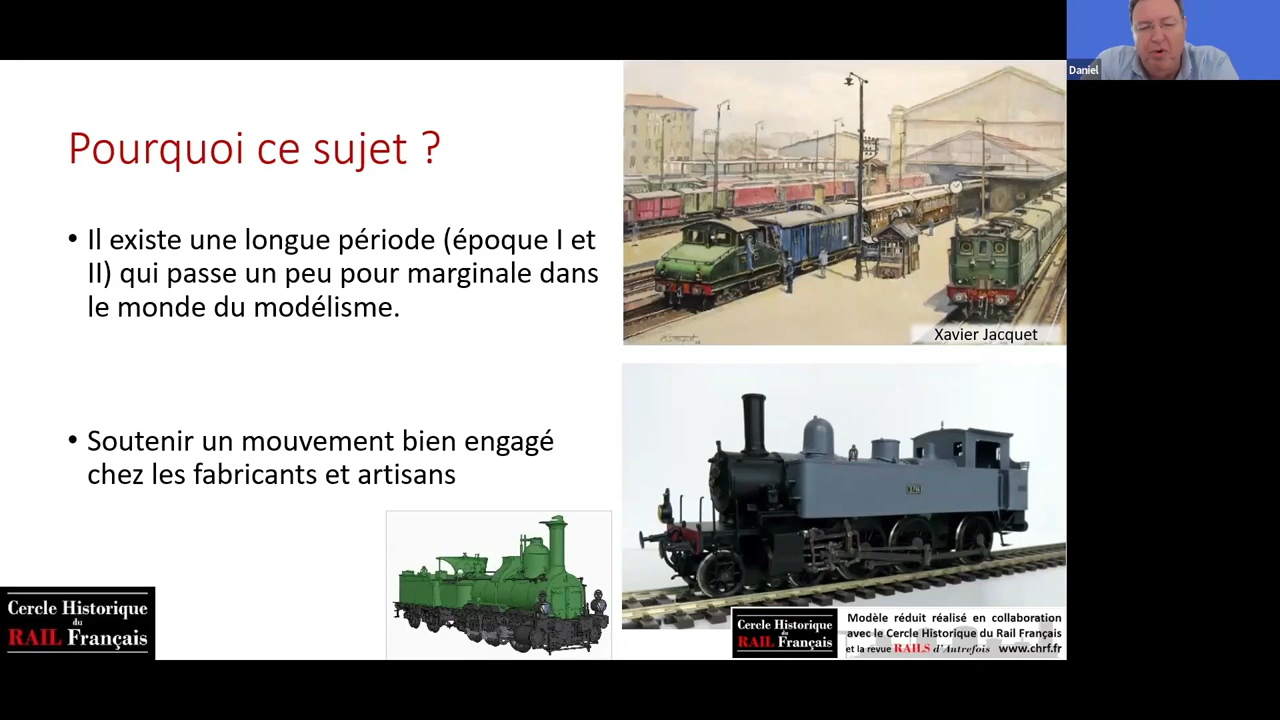 Daniel
Pourquoi ce sujet ?
• Il existe une longue période (époque I et
II) qui passe un peu pour marginale dans
le monde du modélisme.
• Soutenir un mouvement bien engagé
chez les fabricants et artisans
Xavier Jacquet
Cercle Historique
du
RAIL Français
Cercle Historique
du
RAIL Français
Modèle réduit réalisé en collaboration
avec le Cercle Historique du Rail Français
et la revue RAILS d'Autrefois www.chrf.fr